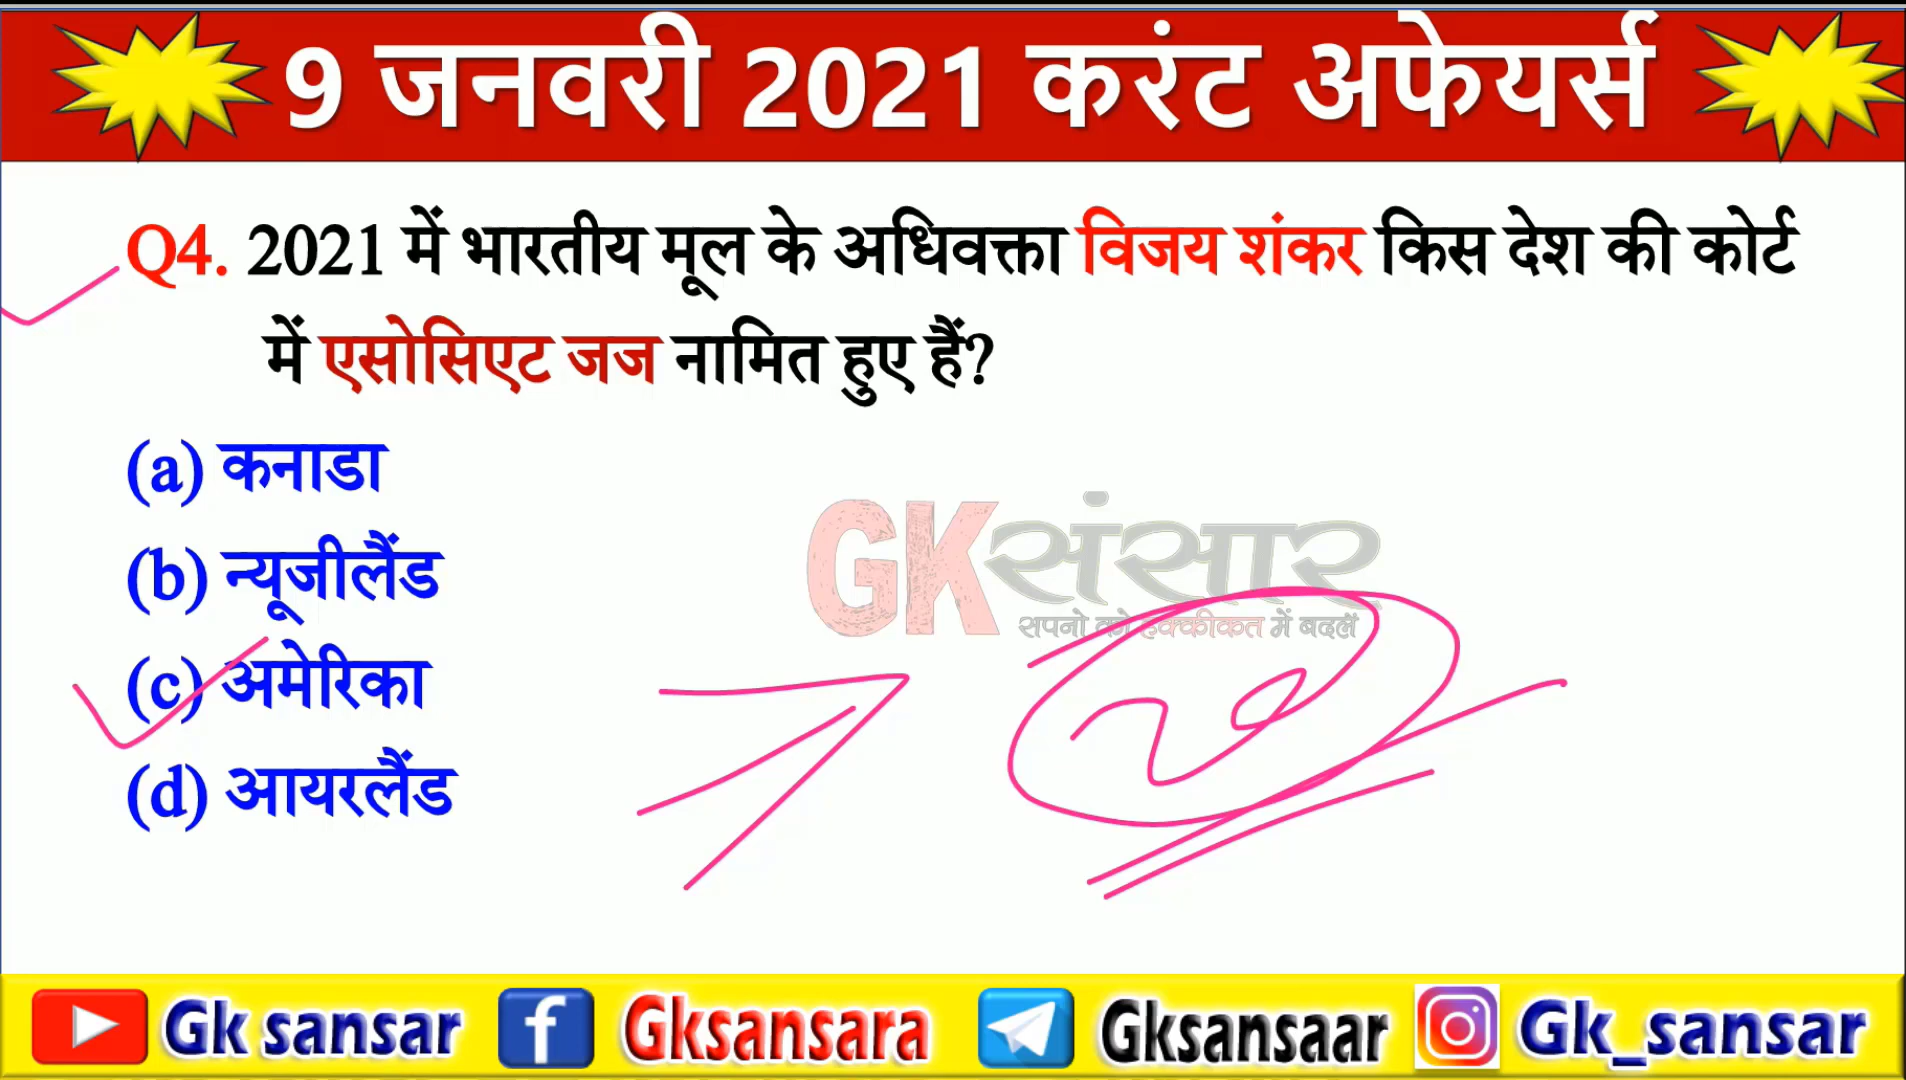 9 जनवरी 2021 करंट अफेयर्स
Q4. 2021 में भारतीय मूल के अधिवक्ता विजय शंकर किस देश की कोर्ट
में एसोसिएट जज नामित हुए हैं?
(a) कनाडा
(b) न्यूजीलैंड
(c) अमेरिका
(d) आयरलैंड
GKसंसार
सपनो को हक्कीकत में बदलें
Gk sansar Gksansara Gksansaar Gk_sansar